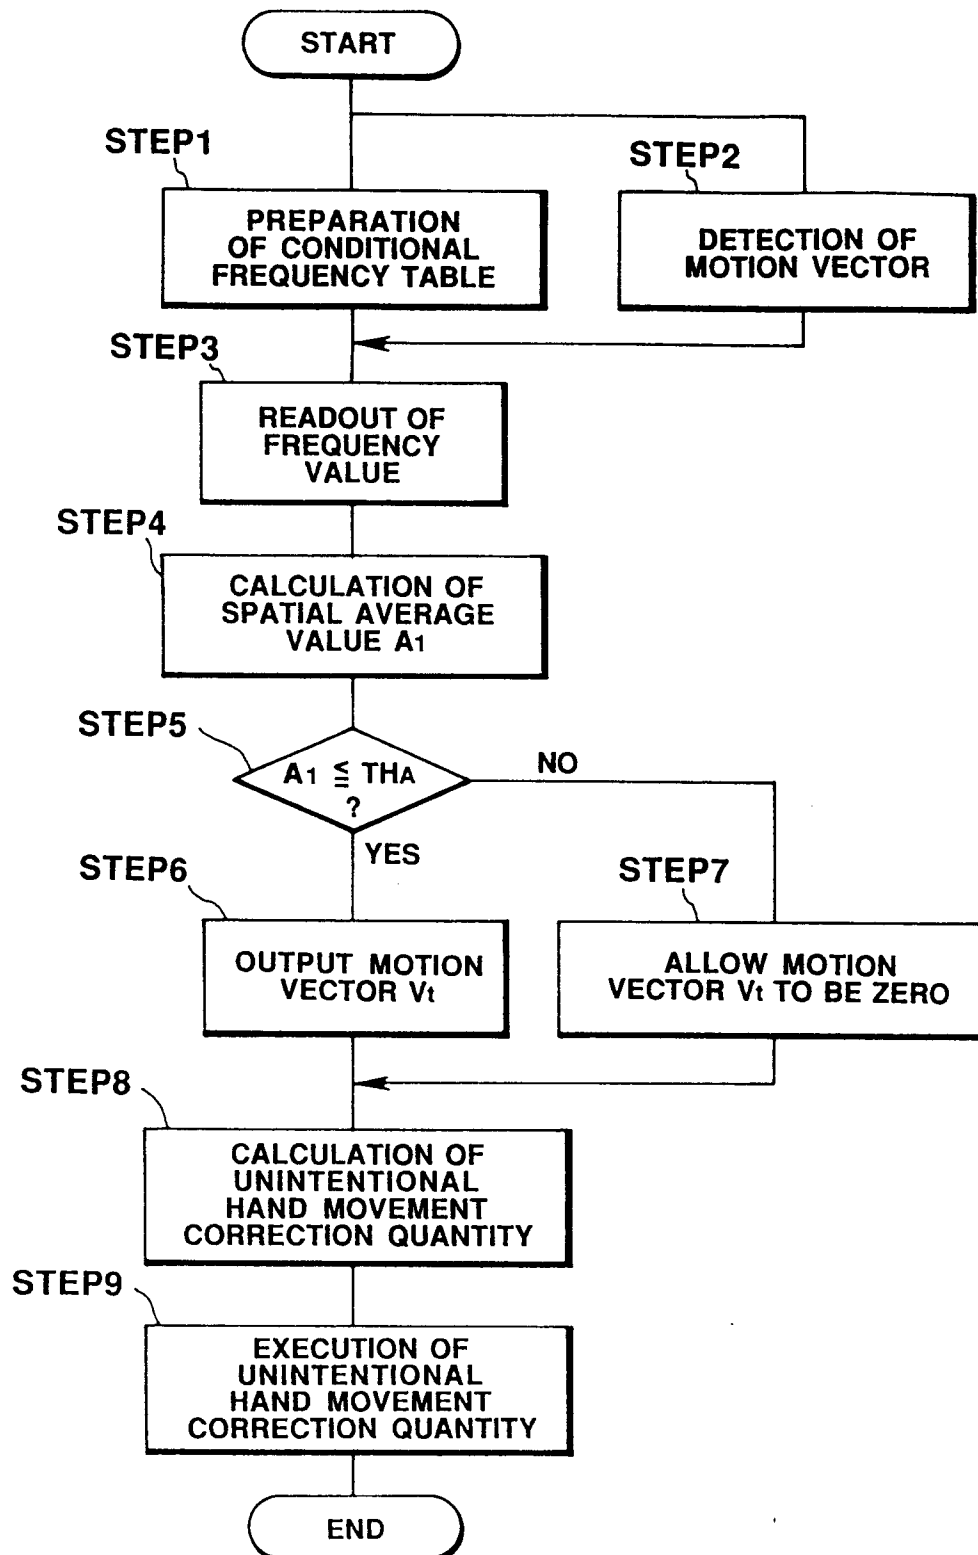 START
STEP1
STEP2
PREPARATION
OF CONDITIONAL
FREQUENCY TABLE
DETECTION OF
MOTION VECTOR
STEP3
READOUT OF
FREQUENCY
VALUE
STEP4
CALCULATION OF
SPATIAL AVERAGE
VALUE A1
STEP5
A1 ≦ THA
?
NO
YES
STEP6
STEP7
OUTPUT MOTION
VECTOR Vt
ALLOW MOTION
VECTOR Vt TO BE ZERO
STEP8
CALCULATION OF
UNINTENTIONAL
HAND MOVEMENT
CORRECTION QUANTITY
STEP9
EXECUTION OF
UNINTENTIONAL
HAND MOVEMENT
CORRECTION QUANTITY
END